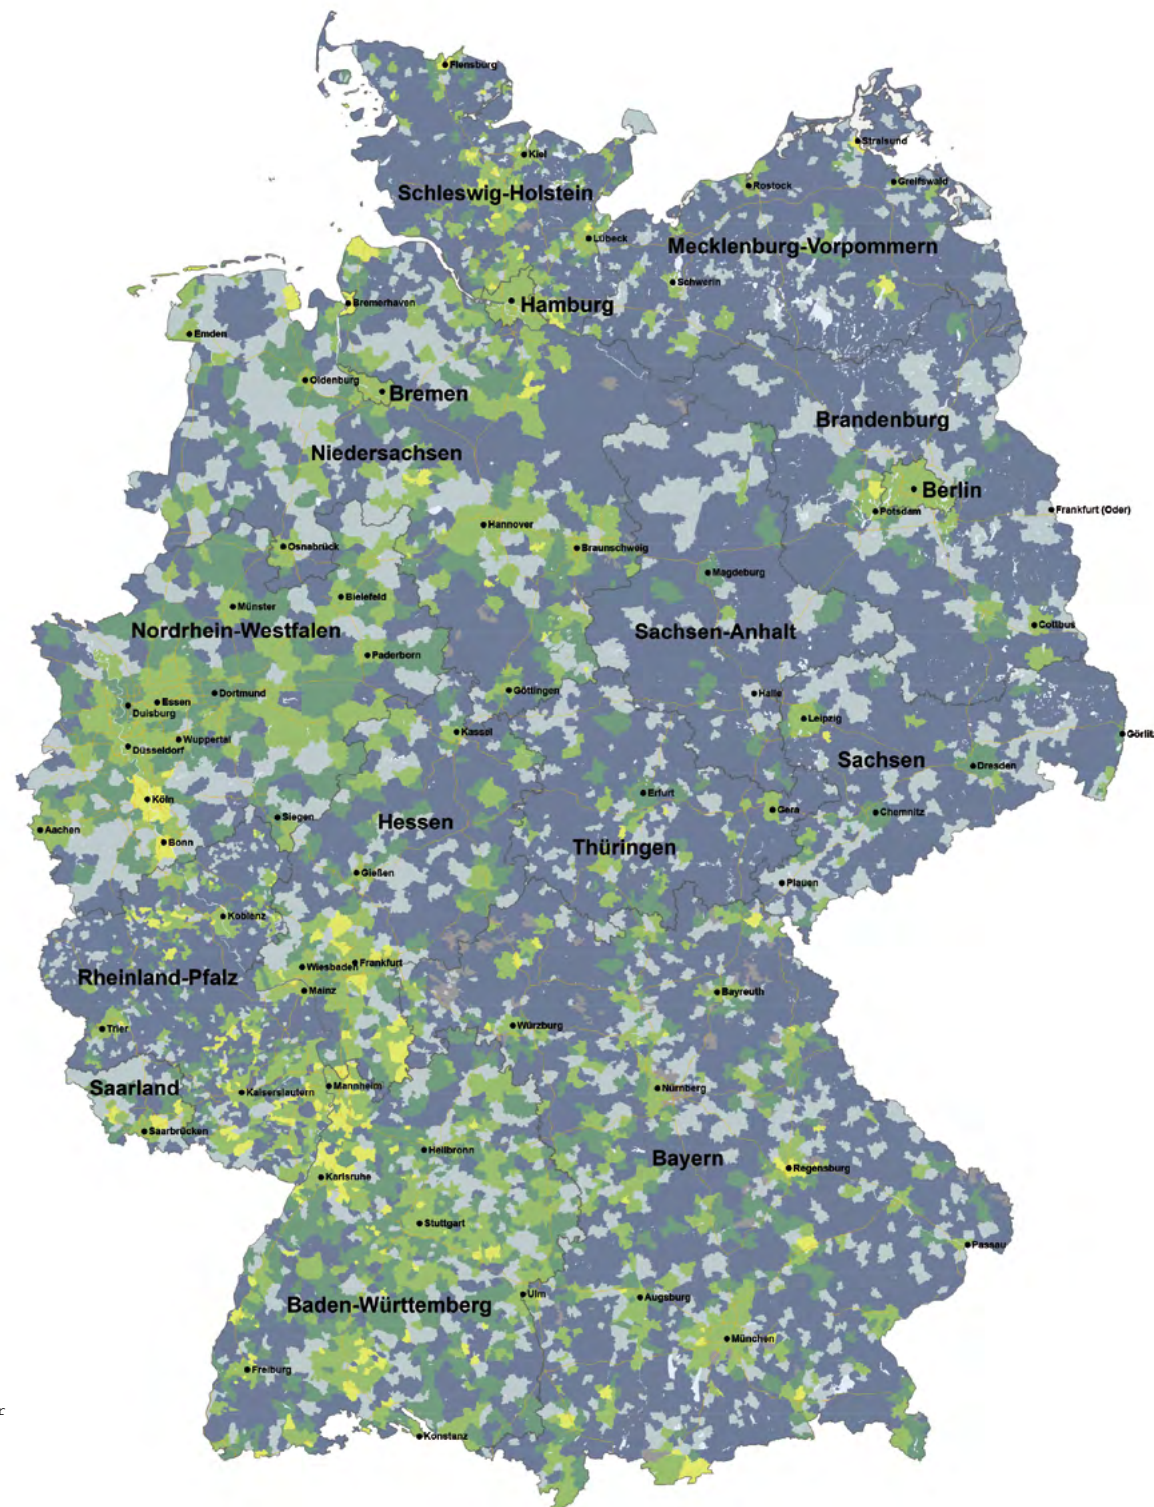 Flensburg
Stralsund
Kiel
Rostock
Greifswald
Schleswig-Holstein
Lübeck
Mecklenburg-Vorpommern
Schwerin
Bremerhaven
Hamburg
Emden
Oldenburg
Bremen
Brandenburg
Niedersachsen
Berlin
Potsdam
Frankfurt (Oder)
Hannover
Osnabrück
Braunschweig
Magdeburg
Bielefeld
Münster
Cottbus
Nordrhein-Westfalen
Sachsen-Anhalt
Paderborn
Göttingen
Dortmund
Halle
Essen
Duisburg
Leipzig
Kassel
Görlit
Wuppertal
Düsseldorf
Sachsen
Dresden
Erfurt
Köln
Gera
Chemnitz
Siegen
Hessen
Aachen
Bonn
Thüringen
Gießen
Plauen
Koblenz
Frankfurt
Wiesbaden
Rheinland-Pfalz
Mainz
Bayreuth
Trier
Würzburg
Saarland
Mannheim
Kaiserslautern
Nürnberg
Saarbrücken
Heilbronn
Bayern
Regensburg
Karlsruhe
Stuttgart
Passau
Ulm
Augsburg
Baden-Württemberg
München
Freiburg
Konstanz